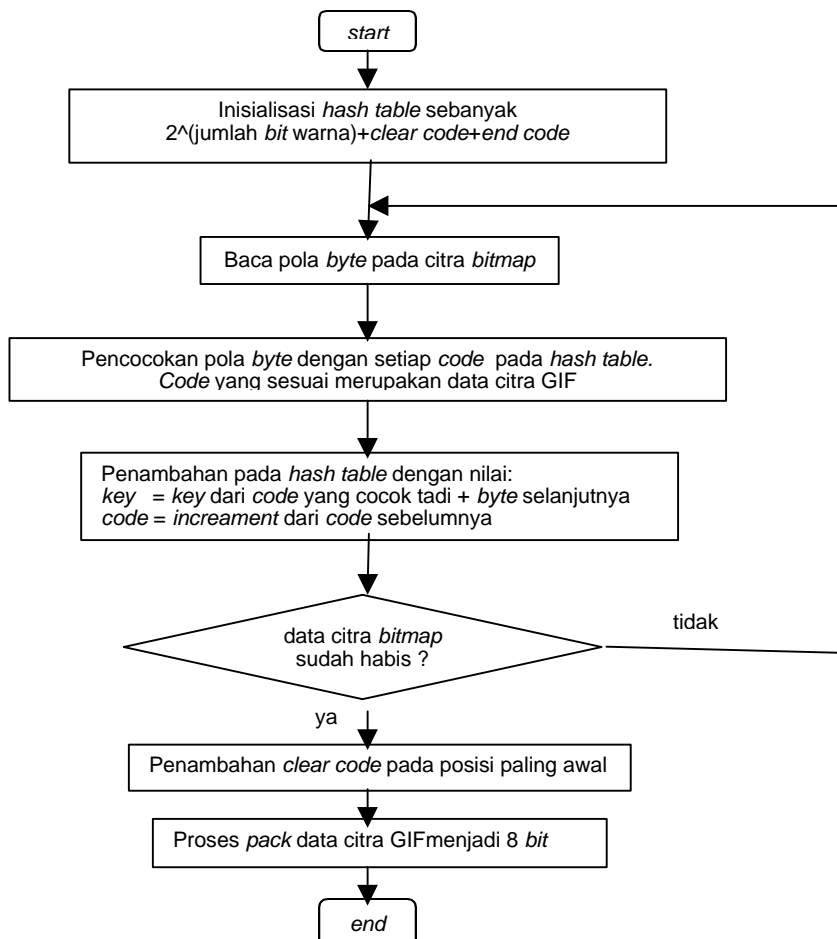 start
Inisialisasi hash table sebanyak
2^(jumlah bit warna)+clear code+end code
Baca pola byte pada citra bitmap
Pencocokan pola byte dengan setiap code pada hash table.
Code yang sesuai merupakan data citra GIF
Penambahan pada hash table dengan nilai:
key = key dari code yang cocok tadi + byte selanjutnya
code = increament dari code sebelumnya
data citra bitmap
sudah habis ?
tidak
ya
Penambahan clear code pada posisi paling awal
Proses pack data citra GIFmenjadi 8 bit
end